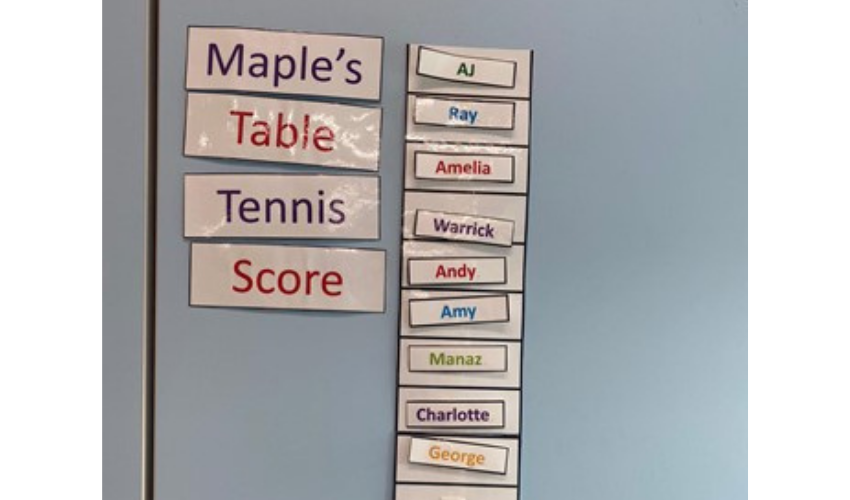 Maple's
Table
Tennis
Score
AJ
Ray
Amelia
Warrick
Andy
Amy
Manaz
Charlotte
George